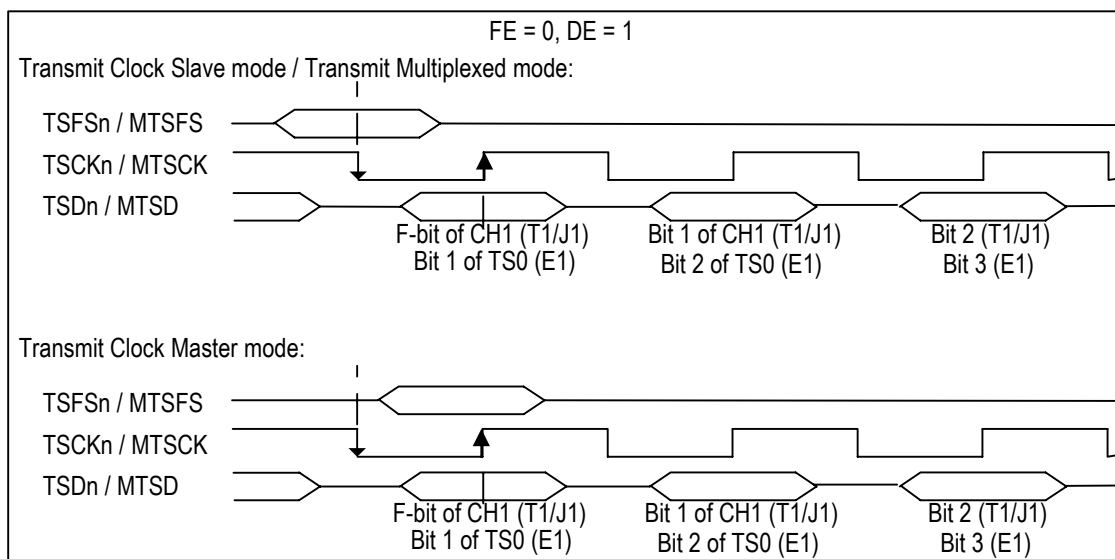 FE = 0, DE = 1
Transmit Clock Slave mode / Transmit Multiplexed mode:
TSFSn / MTSFS
TSCKn / MTSCK
TSDn / MTSD
F-bit of CH1 (T1/J1) Bit 1 of CH1 (T1/J1) Bit 2 (T1/J1)
Bit 1 of TS0 (E1) Bit 2 of TS0 (E1) Bit 3 (E1)
Transmit Clock Master mode:
TSFSn / MTSFS
TSCKn / MTSCK
TSDn / MTSD
F-bit of CH1 (T1/J1) Bit 1 of CH1 (T1/J1) Bit 2 (T1/J1)
Bit 1 of TS0 (E1) Bit 2 of TS0 (E1) Bit 3 (E1)